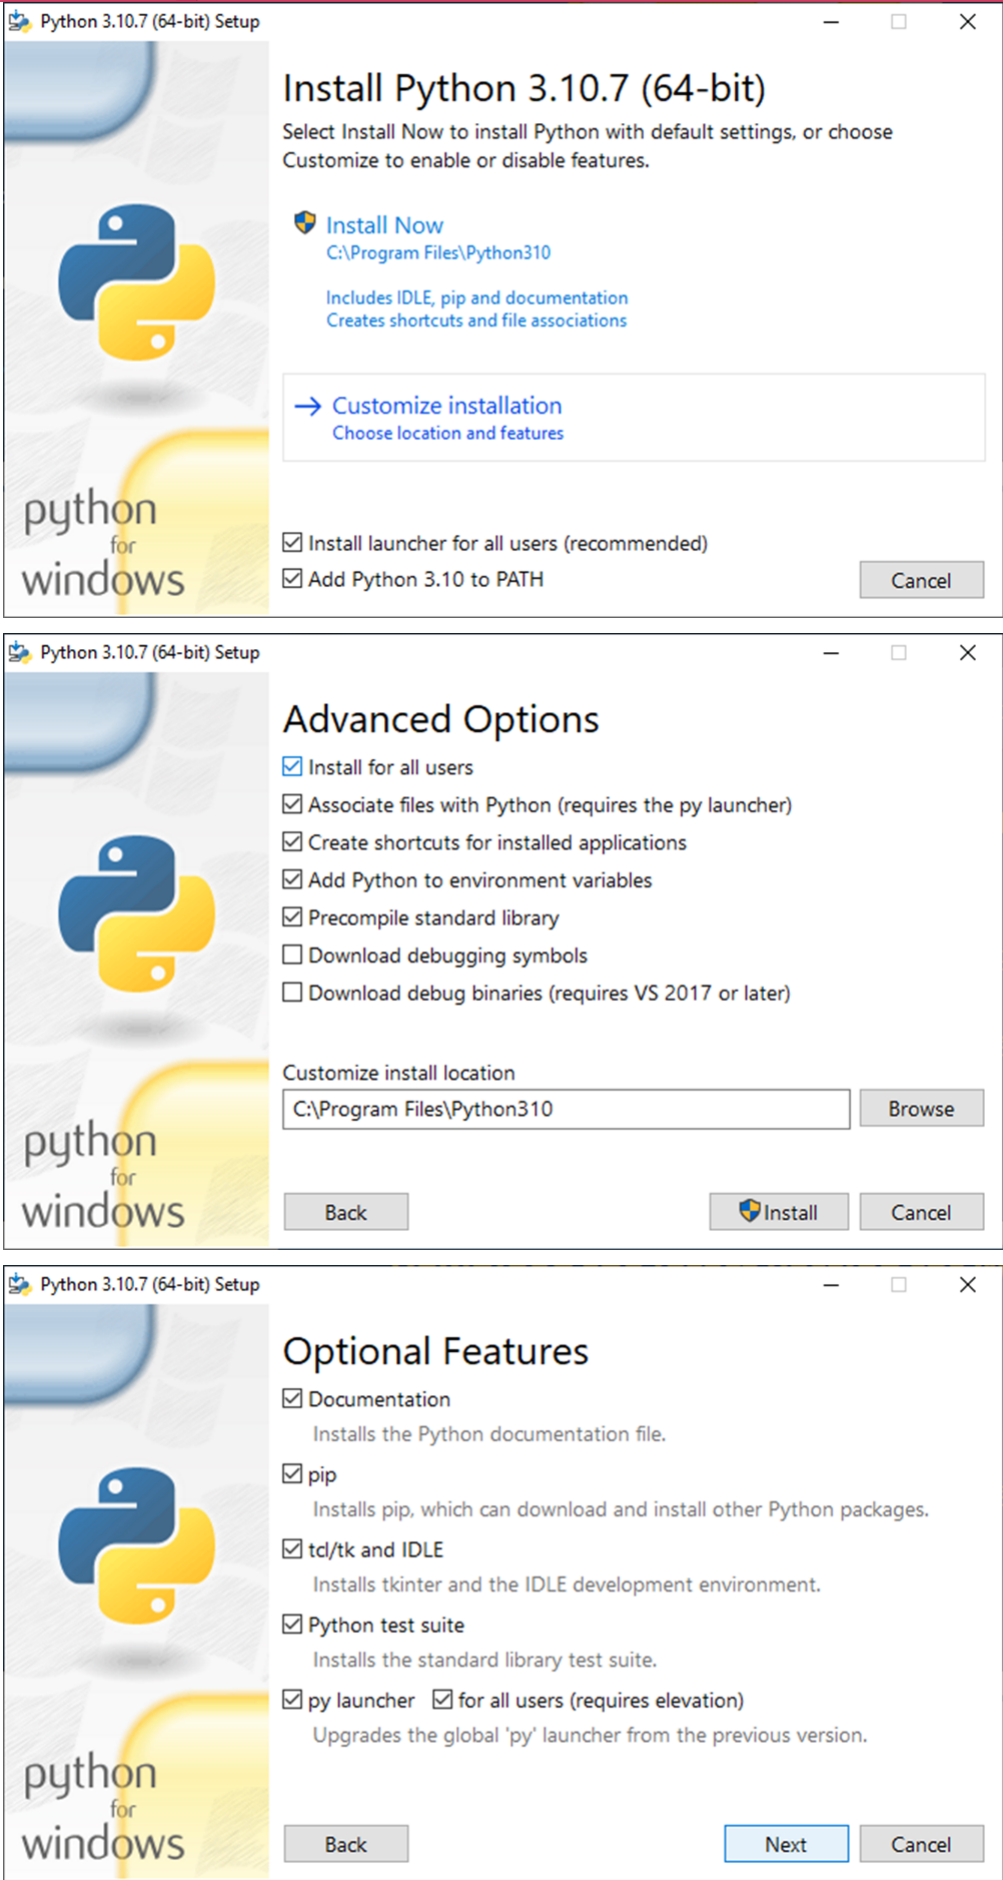 Python 3.10.7 (64-bit) Setup
Install Python 3.10.7 (64-bit)
Select Install Now to install Python with default settings, or choose
Customize to enable or disable features.
Install Now
C:\Program Files\Python310
Includes IDLE, pip and documentation
Creates shortcuts and file associations
Customize installation
Choose location and features
python
for
windows
Install launcher for all users (recommended)
Add Python 3.10 to PATH
Cancel
Python 3.10.7 (64-bit) Setup
Advanced Options
Install for all users
Associate files with Python (requires the py launcher)
Create shortcuts for installed applications
Add Python to environment variables
Precompile standard library
Download debugging symbols
Download debug binaries (requires VS 2017 or later)
Customize install location
C:\Program Files\Python310
Browse
python
for
windows
Back
Install
Cancel
Python 3.10.7 (64-bit) Setup
Optional Features
Documentation
Installs the Python documentation file.
pip
Installs pip, which can download and install other Python packages.
tcl/tk and IDLE
Installs tkinter and the IDLE development environment.
Python test suite
Installs the standard library test suite.
py launcher for all users (requires elevation)
Upgrades the global 'py' launcher from the previous version.
python
for
windows
Back
Next
Cancel